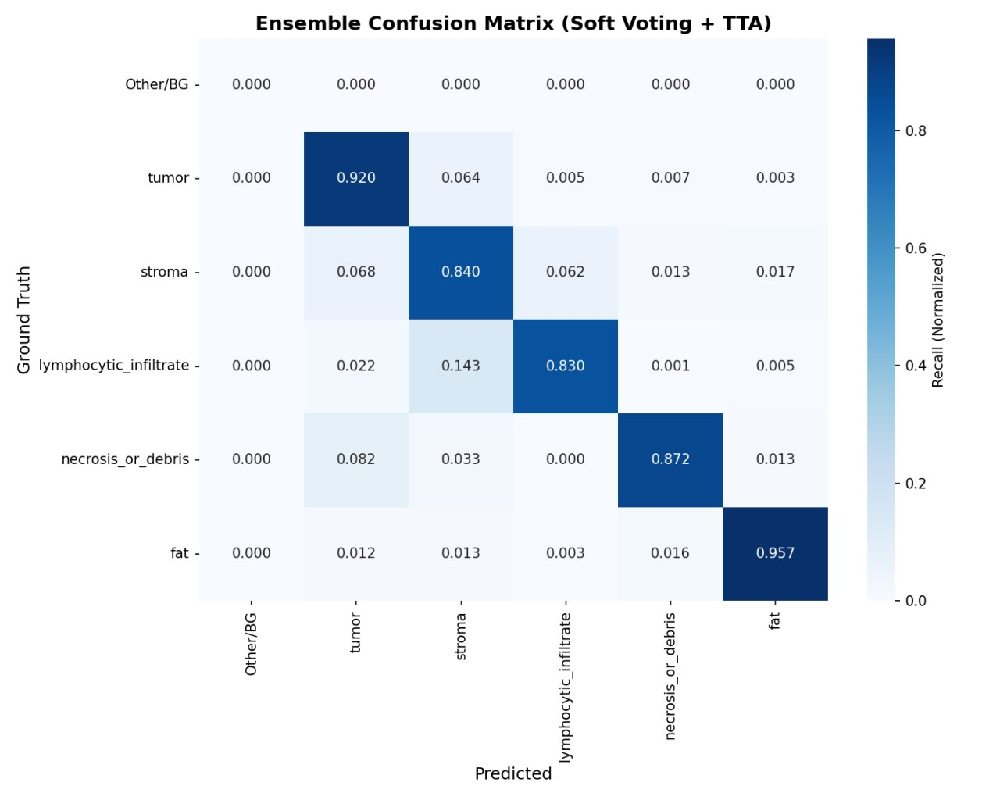 Ensemble Confusion Matrix (Soft Voting + TTA)
Other/BG 0.000 0.000 0.000 0.000 0.000 0.000
tumor 0.000 0.920 0.064 0.005 0.007 0.003
stroma 0.000 0.068 0.840 0.062 0.013 0.017
lymphocytic_infiltrate 0.000 0.022 0.143 0.830 0.001 0.005
necrosis_or_debris 0.000 0.082 0.033 0.000 0.872 0.013
fat 0.000 0.012 0.013 0.003 0.016 0.957
Ground Truth
Other/BG
tumor
stroma
lymphocytic_infiltrate
necrosis_or_debris
fat
Predicted
0.8
0.6
0.4
0.2
0.0
Recall (Normalized)